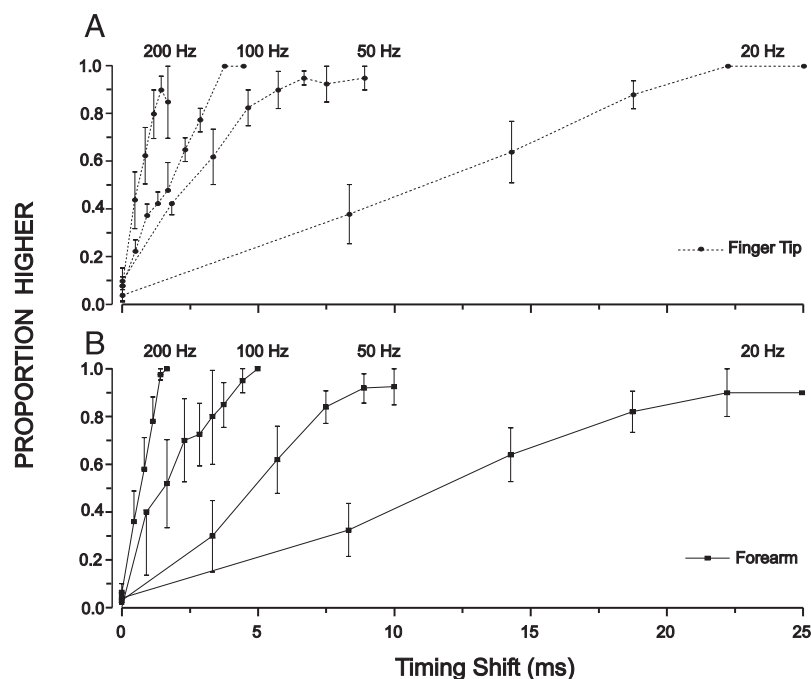 A
200 Hz 100 Hz 50 Hz 20 Hz
1.0
0.8
0.6
0.4
0.2
0.0
Finger Tip
PROPORTION HIGHER
B
200 Hz 100 Hz 50 Hz 20 Hz
1.0
0.8
0.6
0.4
0.2
0.0
Forearm
0 5 10 15 20 25
Timing Shift (ms)